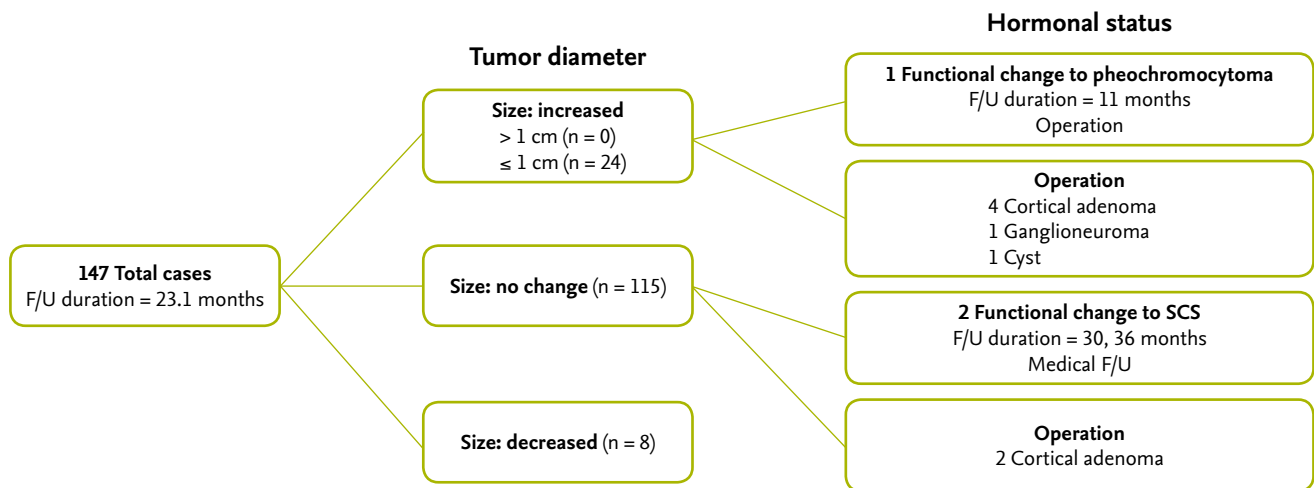 Hormonal status
Tumor diameter
1 Functional change to pheochromocytoma
F/U duration = 11 months
Operation
Size: increased
> 1 cm (n = 0)
≤ 1 cm (n = 24)
Operation
4 Cortical adenoma
1 Ganglioneuroma
1 Cyst
147 Total cases
F/U duration = 23.1 months
Size: no change (n = 115)
2 Functional change to SCS
F/U duration = 30, 36 months
Medical F/U
Size: decreased (n = 8)
Operation
2 Cortical adenoma